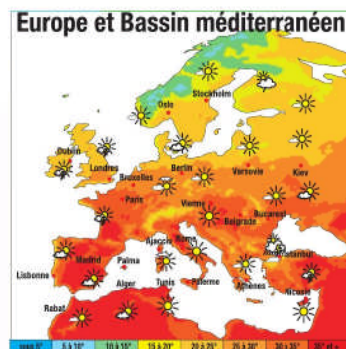 Europe et Bassin méditerranéen
Stockholm
Oslo
Dublin
Londres
Berlin
Varsovie
Bruxelles
Kiev
Paris
Vienne
Bucarest
Belgrade
Ajaccio
Rome
Istanbul
Madrid
Palma
Lisbonne
Alger
Tunis
Palerme
Athènes
Nicosie
Rabat
5 à 10°
10 à 15°
15 à 20°
20 à 25°
25 à 30°
30 à 35°
35° et +